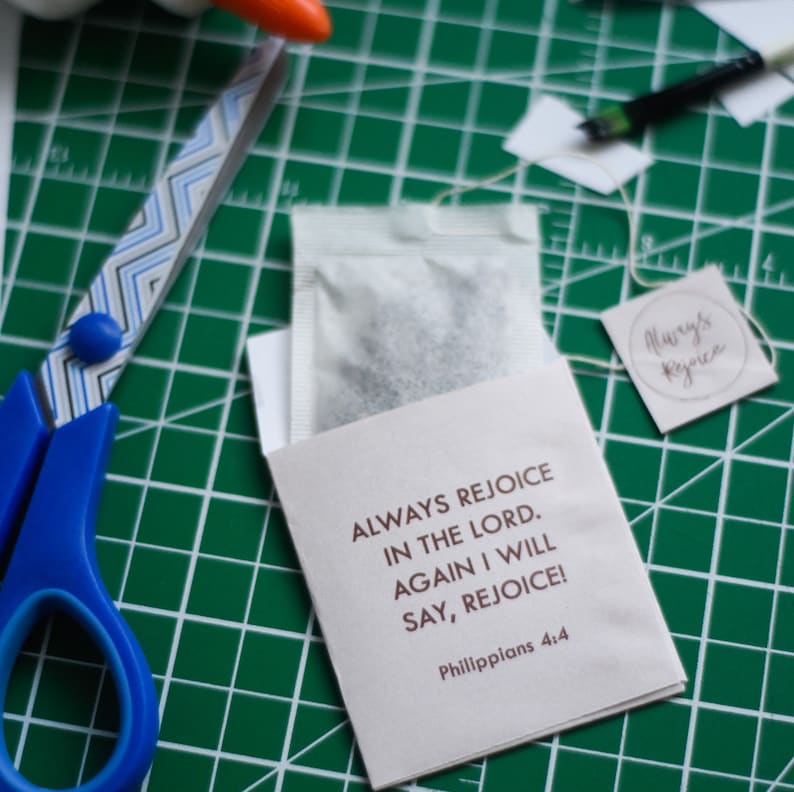 Always
Rejoice
ALWAYS REJOICE
IN THE LORD.
AGAIN I WILL
SAY, REJOICE!
Philippians 4:4